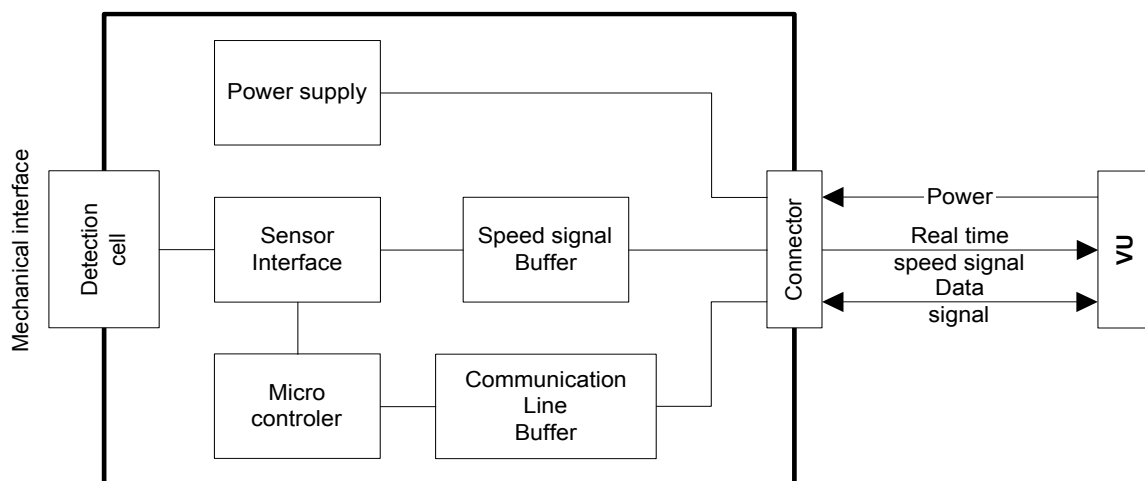 Power supply
Mechanical interface
Detection
cell
Sensor
Interface
Speed signal
Buffer
Connector
Power
Real time
speed signal
Data
signal
VU
Micro
controler
Communication
Line
Buffer